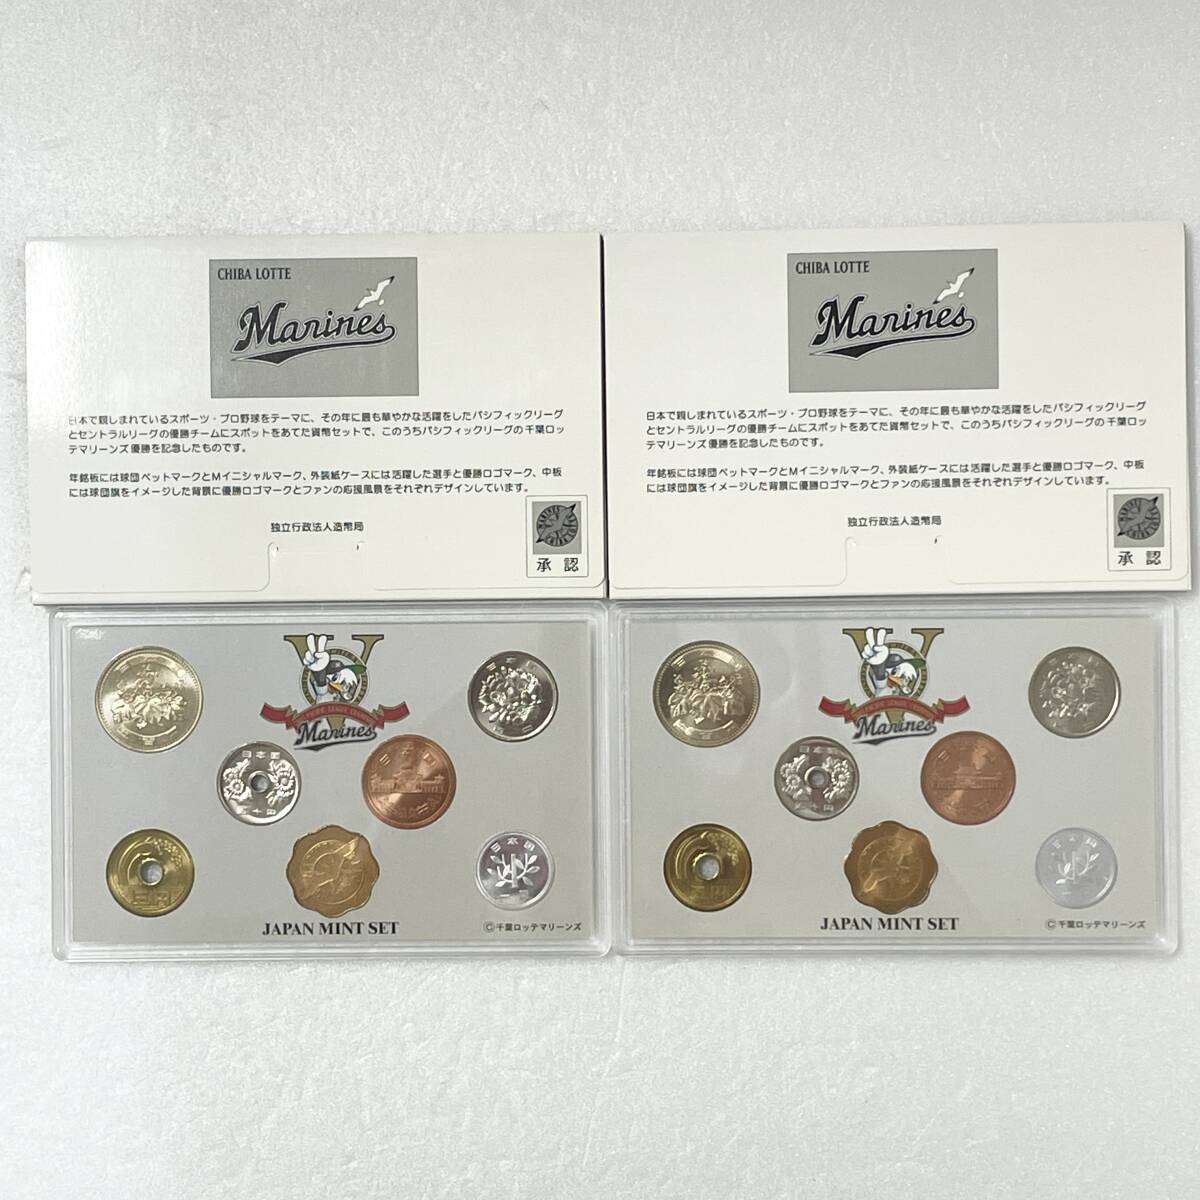 CHIBA LOTTE
Marines
日本で親しまれているスポーツ・プロ野球をテーマに、その年に最も華やかな活躍をしたパシフィックリーグ
とセントラルリーグの優勝チームにスポットをあてた貨幣セットで、このうちパシフィックリーグの千葉ロッ
テマリーンズ優勝を記念したものです。
年銘板には球団ペットマークとMイニシャルマーク、外装紙ケースには活躍した選手と優勝ロゴマーク、中板
には球団旗をイメージした背景に優勝ロゴマークとファンの応援風景をそれぞれデザインしています。
独立行政法人造幣局
承認
CHIBA LOTTE
Marines
日本で親しまれているスポーツ・プロ野球をテーマに、その年に最も華やかな活躍をしたパシフィックリーグ
とセントラルリーグの優勝チームにスポットをあてた貨幣セットで、このうちパシフィックリーグの千葉ロッ
テマリーンズ優勝を記念したものです。
年銘板には球団ペットマークとMイニシャルマーク、外装紙ケースには活躍した選手と優勝ロゴマーク、中板
には球団旗をイメージした背景に優勝ロゴマークとファンの応援風景をそれぞれデザインしています。
独立行政法人造幣局
承認
Marines
日本国
日本国
日本国
JAPAN MINT SET
©千葉ロッテマリーンズ
Marines
日本国
日本国
JAPAN MINT SET
©千葉ロッテマリーンズ